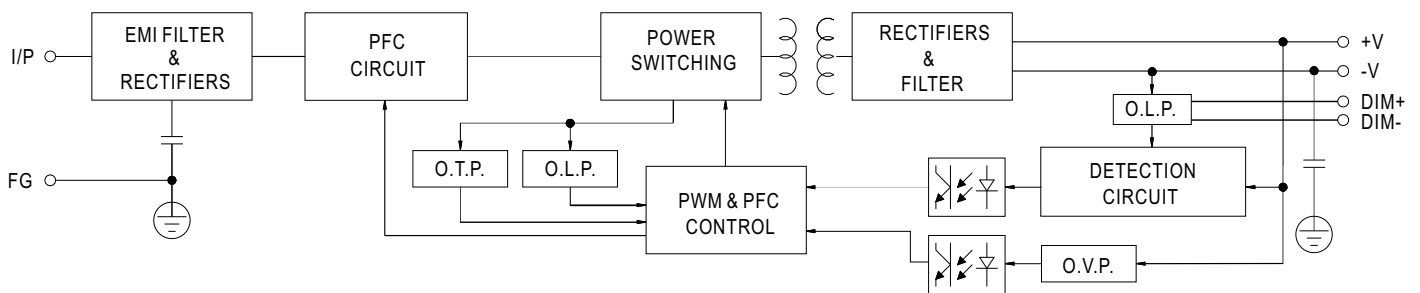 I/P
EMI FILTER
&
RECTIFIERS
PFC
CIRCUIT
POWER
SWITCHING
RECTIFIERS
&
FILTER
+V
-V
DIM+
DIM-
O.L.P.
O.T.P.
O.L.P.
FG
PWM & PFC
CONTROL
DETECTION
CIRCUIT
O.V.P.